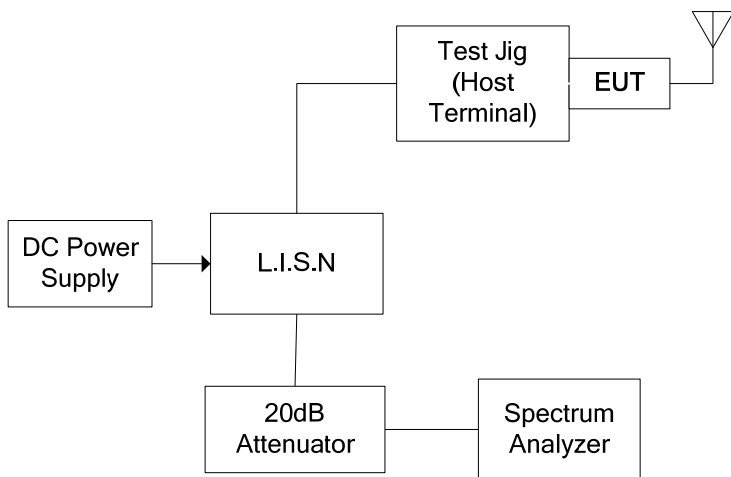 Test Jig
(Host
Terminal)
EUT
DC Power
Supply
L.I.S.N
20dB
Attenuator
Spectrum
Analyzer